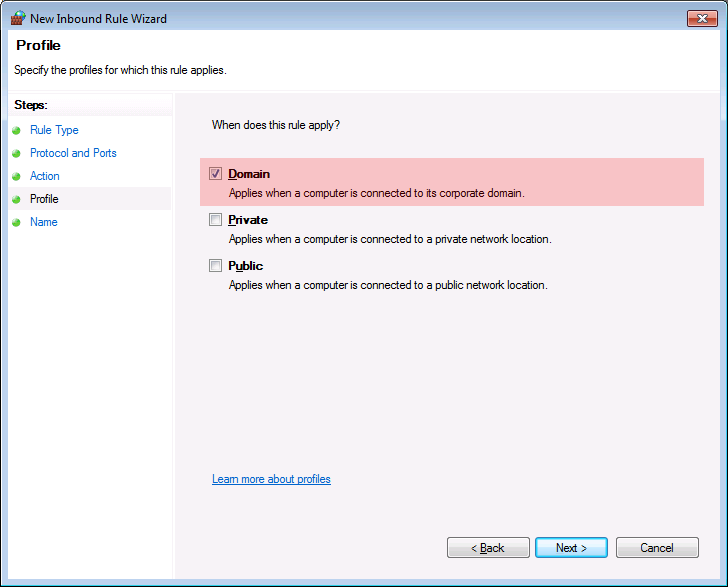 New Inbound Rule Wizard
Profile
Specify the profiles for which this rule applies.
Steps:
Rule Type
Protocol and Ports
Action
Profile
Name
When does this rule apply?
Domain
Applies when a computer is connected to its corporate domain.
Private
Applies when a computer is connected to a private network location.
Public
Applies when a computer is connected to a public network location.
Learn more about profiles
< Back
Next >
Cancel